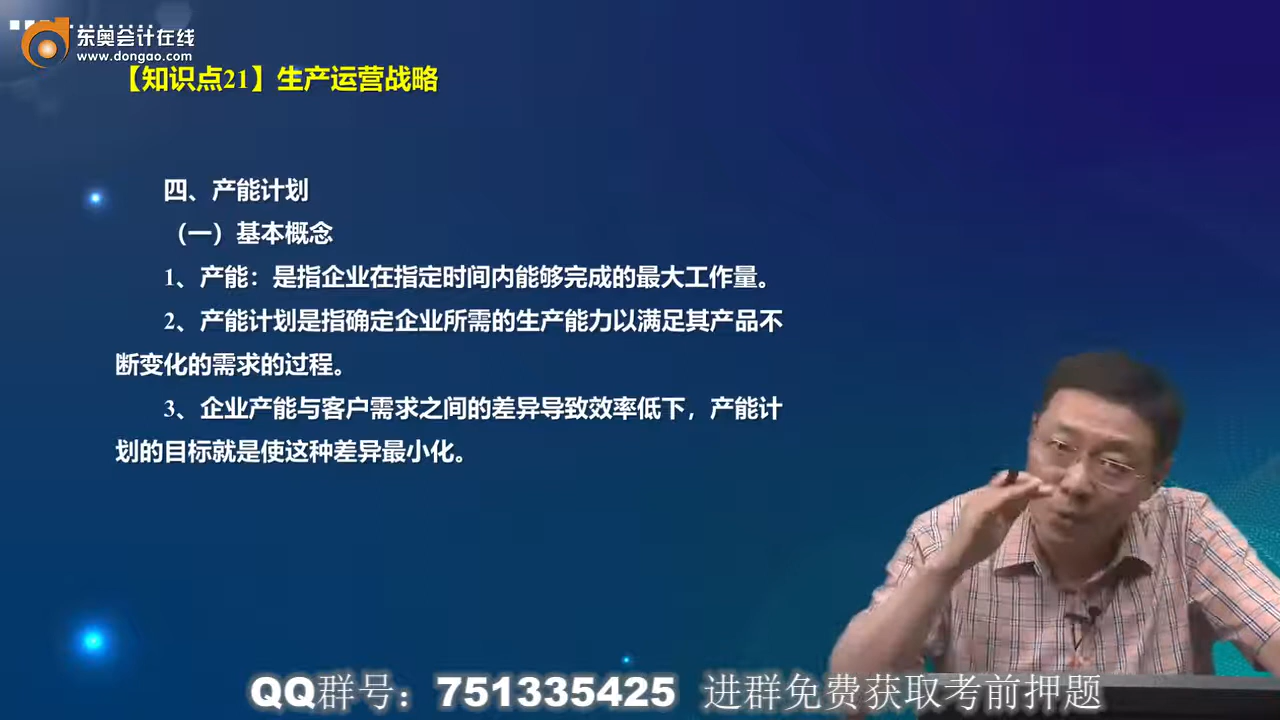 东奥会计在线
www.dongao.com
【知识点21】生产运营战略
四、产能计划
（一）基本概念
1、产能：是指企业在指定时间内能够完成的最大工作量。
2、产能计划是指确定企业所需的生产能力以满足其产品不
断变化的需求的过程。
3、企业产能与客户需求之间的差异导致效率低下，产能计
划的目标就是使这种差异最小化。
QQ群号：751335425 进群免费获取考前押题